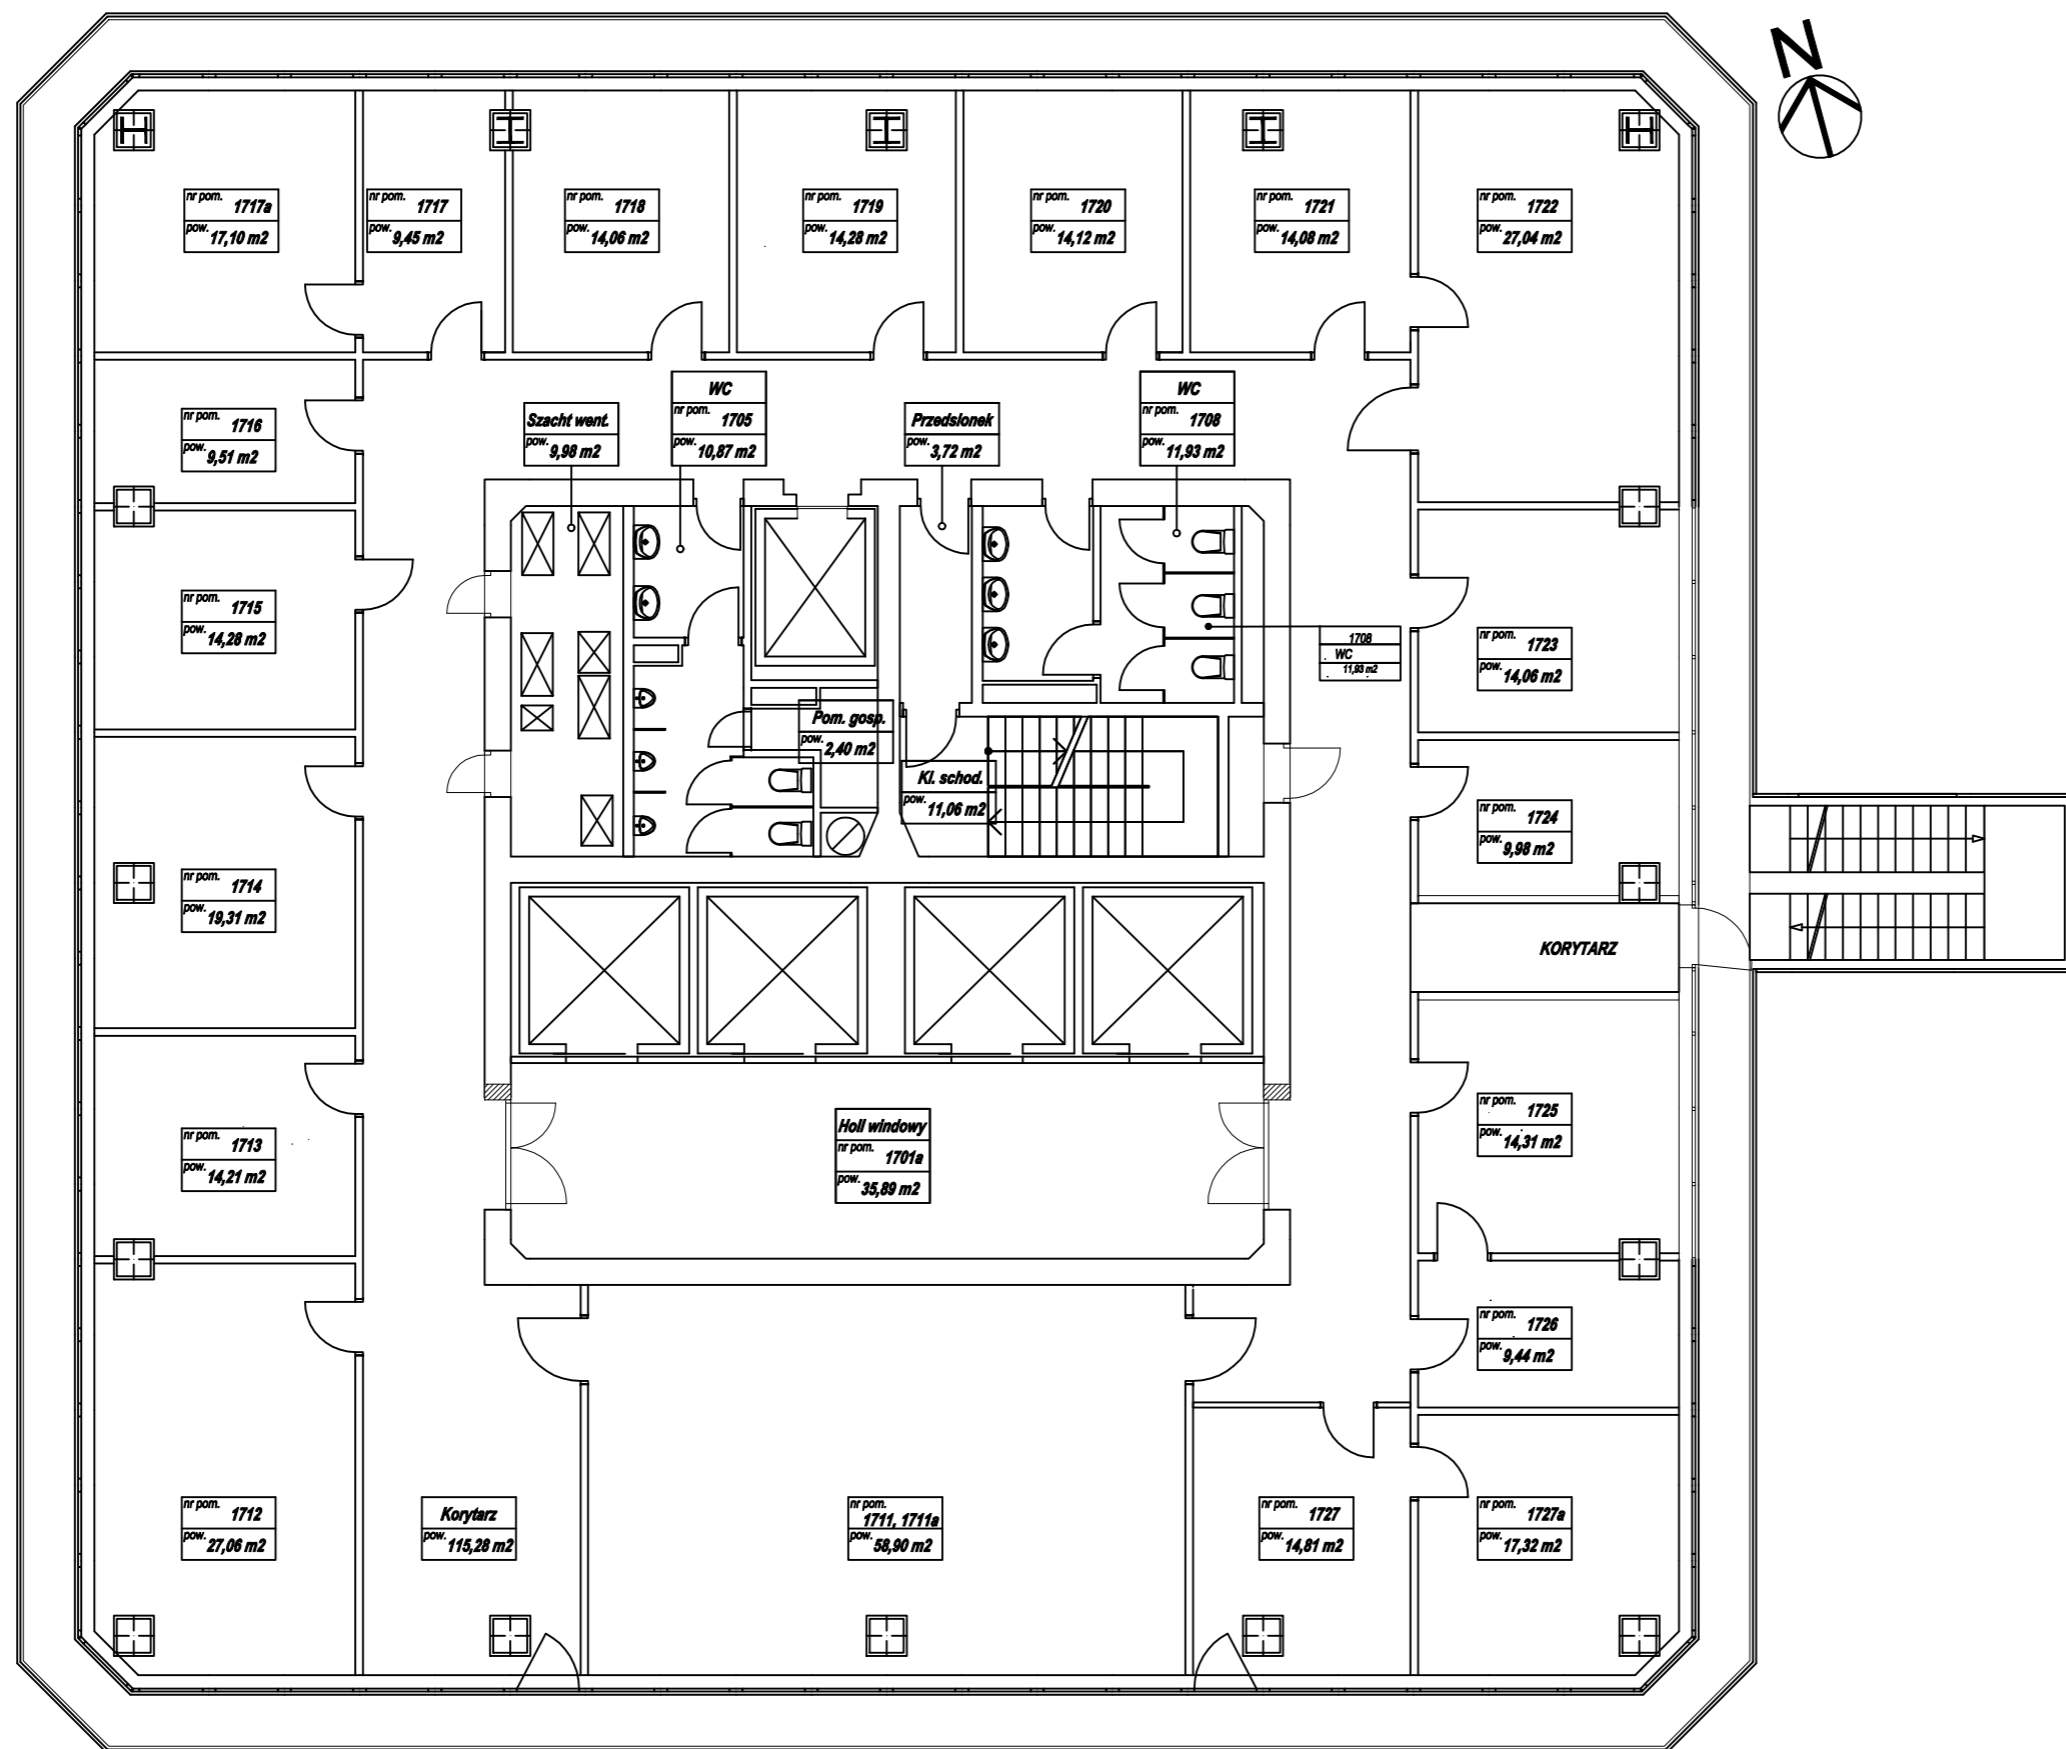 N
nr pom. 1717a
pow. 17,10 m2
nr pom. 1717
pow. 9,45 m2
nr pom. 1718
pow. 14,06 m2
nr pom. 1719
pow. 14,28 m2
nr pom. 1720
pow. 14,12 m2
nr pom. 1721
pow. 14,08 m2
nr pom. 1722
pow. 27,04 m2
nr pom. 1716
pow. 9,51 m2
Szacht went.
pow. 9,98 m2
WC
nr pom. 1705
pow. 10,87 m2
Przedsionek
pow. 3,72 m2
WC
nr pom. 1708
pow. 11,93 m2
nr pom. 1715
pow. 14,28 m2
1708
WC
11,93 m2
nr pom. 1723
pow. 14,06 m2
Pom. gosp.
pow. 2,40 m2
Kl. schod.
pow. 11,06 m2
nr pom. 1724
pow. 9,98 m2
nr pom. 1714
pow. 19,31 m2
KORYTARZ
nr pom. 1713
pow. 14,21 m2
Holl windowy
nr pom. 1701a
pow. 35,89 m2
nr pom. 1725
pow. 14,31 m2
nr pom. 1726
pow. 9,44 m2
nr pom. 1712
pow. 27,06 m2
Korytarz
pow. 115,28 m2
nr pom.
1711, 1711a
pow. 58,90 m2
nr pom. 1727
pow. 14,81 m2
nr pom. 1727a
pow. 17,32 m2